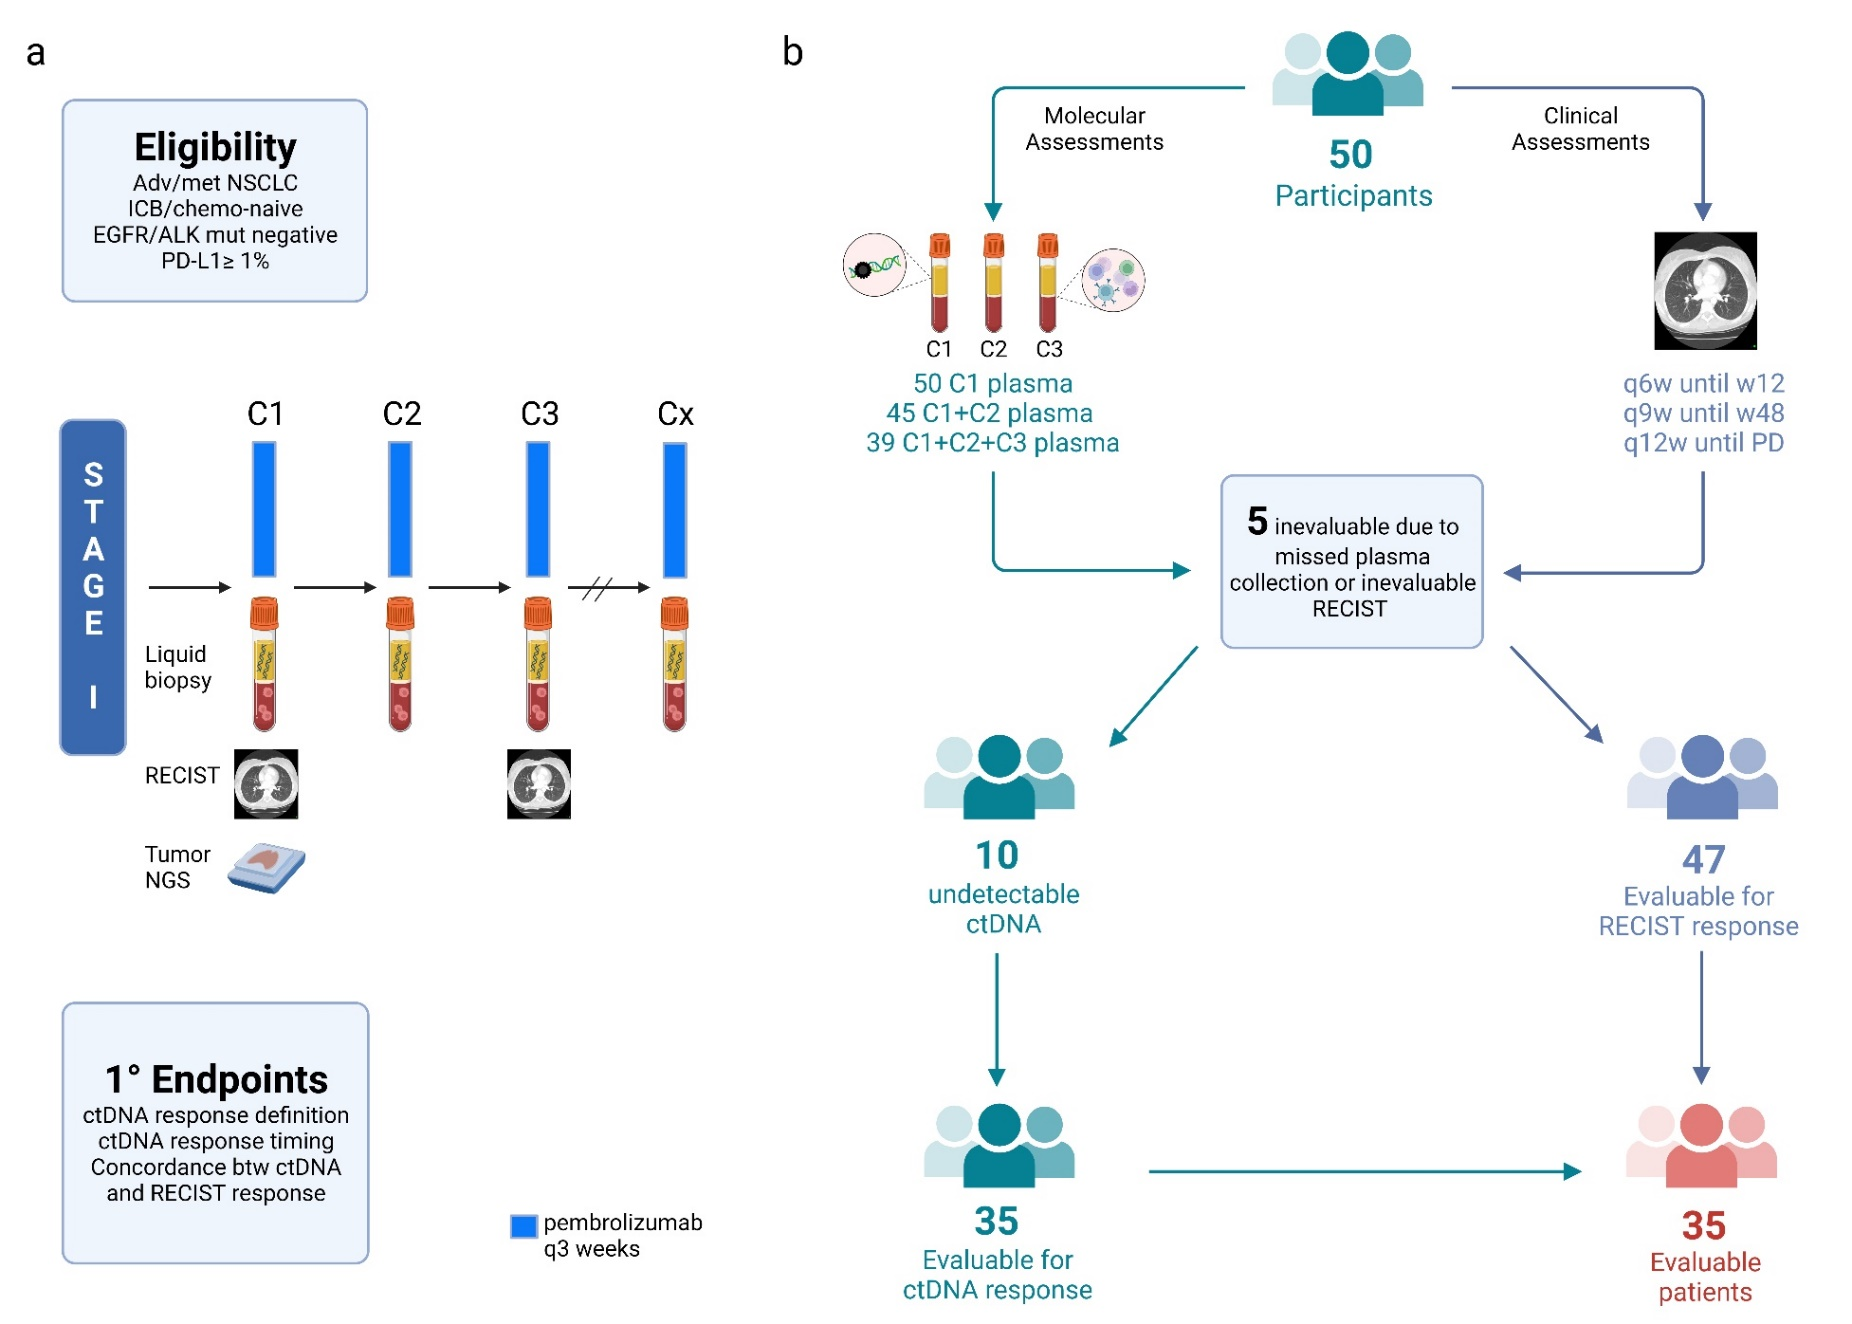 a
Eligibility
Adv/met NSCLC
ICB/chemo-naive
EGFR/ALK mut negative
PD-L1≥ 1%
C1
C2
C3
Cx
STAGE I
Liquid
biopsy
RECIST
Tumor
NGS
1° Endpoints
ctDNA response definition
ctDNA response timing
Concordance btw ctDNA
and RECIST response
pembrolizumab
q3 weeks
b
Molecular
Assessments
50
Participants
Clinical
Assessments
C1
C2
C3
50 C1 plasma
45 C1+C2 plasma
39 C1+C2+C3 plasma
q6w until w12
q9w until w48
q12w until PD
5 inevaluable due to
missed plasma
collection or inevaluable
RECIST
10
undetectable
ctDNA
47
Evaluable for
RECIST response
35
Evaluable for
ctDNA response
35
Evaluable
patients